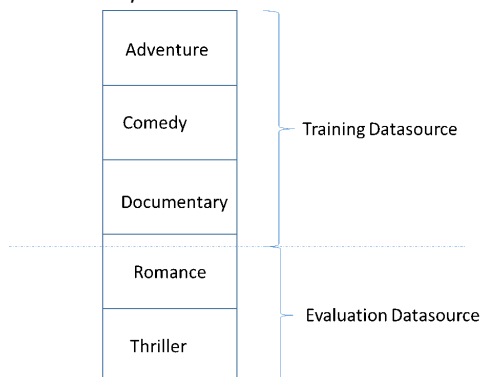 Adventure
Comedy
Training Datasource
Documentary
Romance
Evaluation Datasource
Thriller